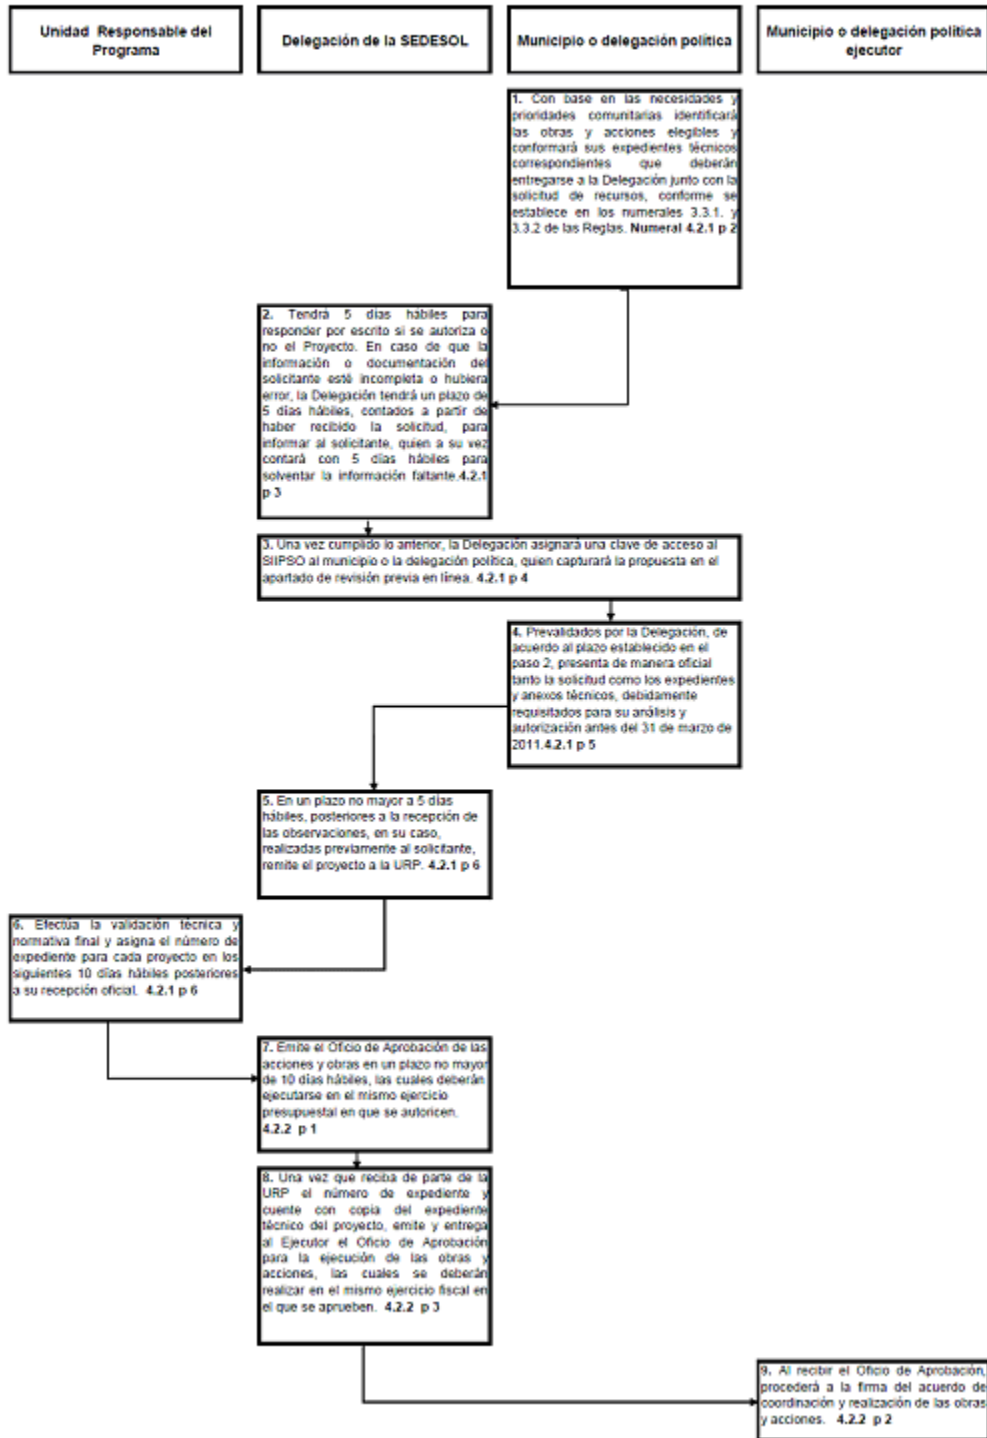 Unidad Responsable del
Programa
Delegación de la SEDESOL
Municipio o delegación política
Municipio o delegación política
ejecutor
1. Con base en las necesidades y
prioridades comunitarias identificará
las obras y acciones elegibles y
conformará sus expedientes técnicos
correspondientes que deberán
entregarse a la Delegación junto con la
solicitud de recursos, conforme se
establece en los numerales 3.3.1. y
3.3.2 de las Reglas. Numeral 4.2.1 p 2
2. Tendrá 5 días hábiles para
responder por escrito si se autoriza o
no el Proyecto. En caso de que la
información o documentación del
solicitante esté incompleta o hubiera
error, la Delegación tendrá un plazo de
5 días hábiles, contados a partir de
haber recibido la solicitud, para
informar al solicitante, quien a su vez
contará con 5 días hábiles para
solventar la información faltante.4.2.1
p 3
3. Una vez cumplido lo anterior, la Delegación asignará una clave de acceso al
SIIPSO al municipio o la delegación política, quien capturará la propuesta en el
apartado de revisión previa en línea. 4.2.1 p 4
4. Prevalidados por la Delegación, de
acuerdo al plazo establecido en el
paso 2, presenta de manera oficial
tanto la solicitud como los expedientes
y anexos técnicos, debidamente
requisitados para su análisis y
autorización antes del 31 de marzo de
2011.4.2.1 p 5
5. En un plazo no mayor a 5 días
hábiles, posteriores a la recepción de
las observaciones, en su caso,
realizadas previamente al solicitante,
remite el proyecto a la URP. 4.2.1 p 6
6. Efectúa la validación técnica y
normativa final y asigna el número de
expediente para cada proyecto en los
siguientes 10 días hábiles posteriores
a su recepción oficial. 4.2.1 p 6
7. Emite el Oficio de Aprobación de las
acciones y obras en un plazo no mayor
de 10 días hábiles, las cuales deberán
ejecutarse en el mismo ejercicio
presupuestal en que se autoricen.
4.2.2 p 1
8. Una vez que reciba de parte de la
URP el número de expediente y
cuente con copia del expediente
técnico del proyecto, emite y entrega
al Ejecutor el Oficio de Aprobación
para la ejecución de las obras y
acciones, las cuales se deberán
realizar en el mismo ejercicio fiscal en
el que se aprueben. 4.2.2 p 3
9. Al recibir el Oficio de Aprobación,
procederá a la firma del acuerdo de
coordinación y realización de las obras
y acciones. 4.2.2 p 2